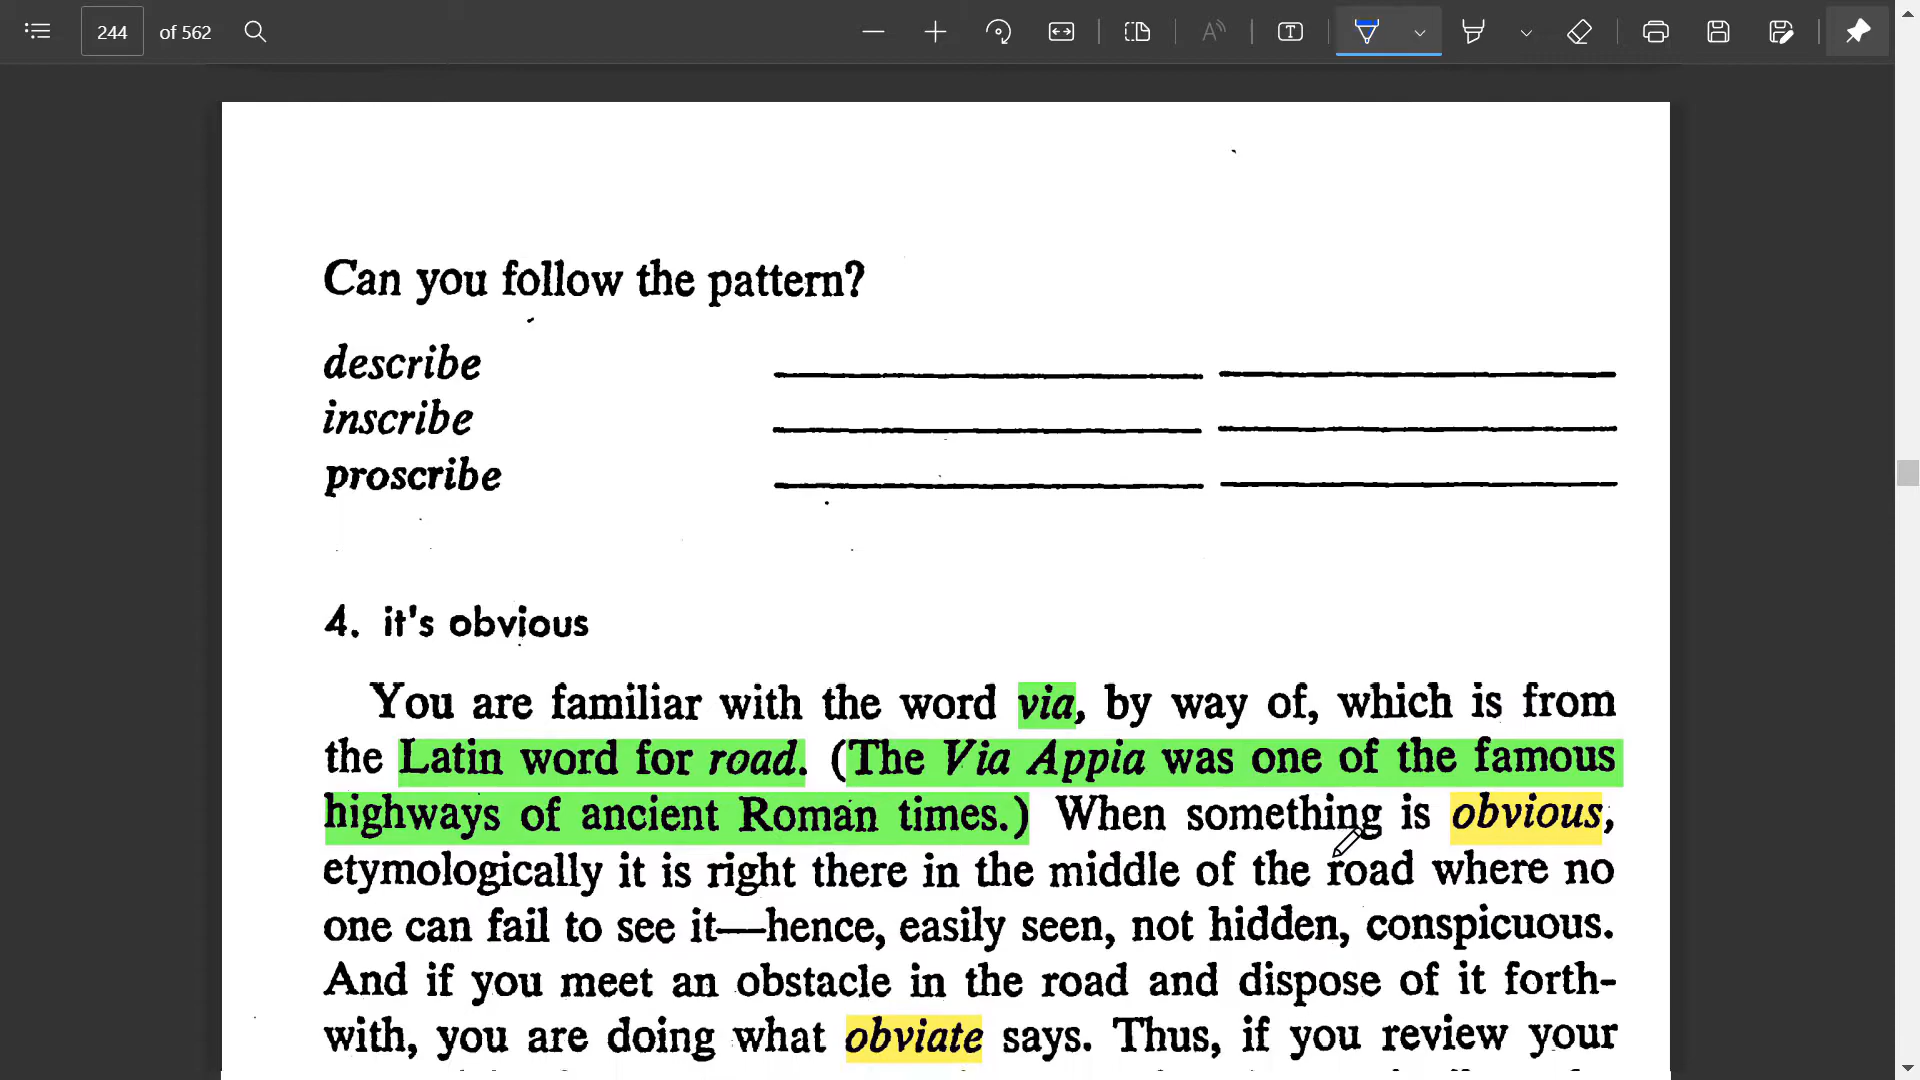 244 of 562
Can you follow the pattern?
describe
inscribe
proscribe
4. it's obvious
You are familiar with the word via, by way of, which is from
the Latin word for road. (The Via Appia was one of the famous
highways of ancient Roman times.) When something is obvious,
etymologically it is right there in the middle of the road where no
one can fail to see it—hence, easily seen, not hidden, conspicuous.
And if you meet an obstacle in the road and dispose of it forth-
with, you are doing what obviate says. Thus, if you review your